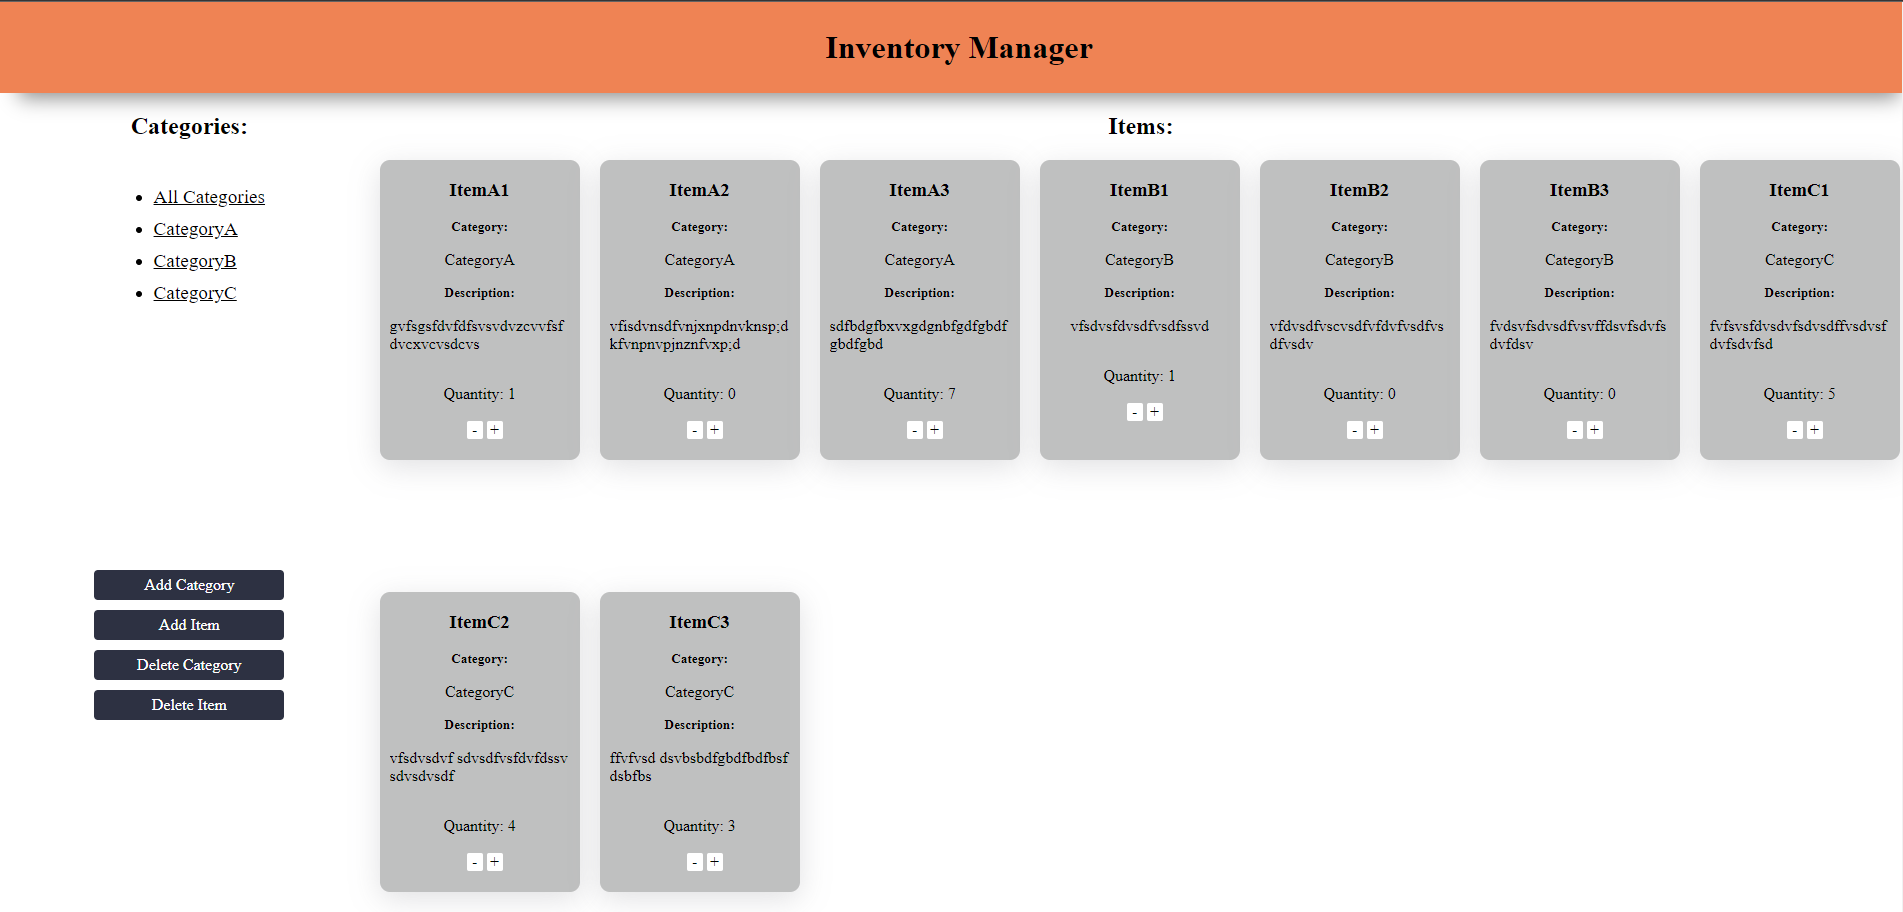 Inventory Manager
Categories:
All Categories
CategoryA
CategoryB
CategoryC
Add Category
Add Item
Delete Category
Delete Item
Items:
ItemA1
Category:
CategoryA
Description:
gvfsgsfdvfdfsvsvdvzcvvfsf
dvcxvcvsdcvs
Quantity: 1
- +
ItemA2
Category:
CategoryA
Description:
vfisdvnsdfvnjxnpdnvknsp;d
kfvnpnvpjnznfvxp;d
Quantity: 0
- +
ItemA3
Category:
CategoryA
Description:
sdfbdgfbxvxgdgnbfgdfgbdf
gbdfgbd
Quantity: 7
- +
ItemB1
Category:
CategoryB
Description:
vfsdvsfdvsdfvsdfssvd
Quantity: 1
- +
ItemB2
Category:
CategoryB
Description:
vfdvsdfvscvsdfvfdvfvsdfvs
dfvsdv
Quantity: 0
- +
ItemB3
Category:
CategoryB
Description:
fvdsvfsdvsdfvsvffdsvfsdvfs
dvfdsv
Quantity: 0
- +
ItemC1
Category:
CategoryC
Description:
fvfsvsfdvsdvfsdvsdffvsdvsf
dvfsdvfsd
Quantity: 5
- +
ItemC2
Category:
CategoryC
Description:
vfsdvsdvf sdvsdfvsfdvfdssv
sdvsdvsdf
Quantity: 4
- +
ItemC3
Category:
CategoryC
Description:
ffvfvsd dsvbsbdfgbdfbdfbsf
dsbfbs
Quantity: 3
- +